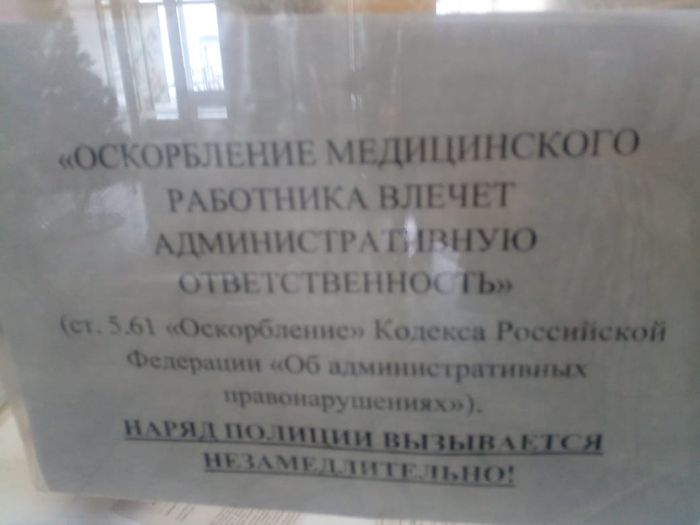 «ОСКОРБЛЕНИЕ МЕДИЦИНСКОГО
РАБОТНИКА ВЛЕЧЕТ
АДМИНИСТРАТИВНУЮ
ОТВЕТСТВЕННОСТЬ»
(ст. 5.61 «Оскорбление» Кодекса Российской
Федерации «Об административных
правонарушениях»).
НАРЯД ПОЛИЦИИ ВЫЗЫВАЕТСЯ
НЕЗАМЕДЛИТЕЛЬНО!